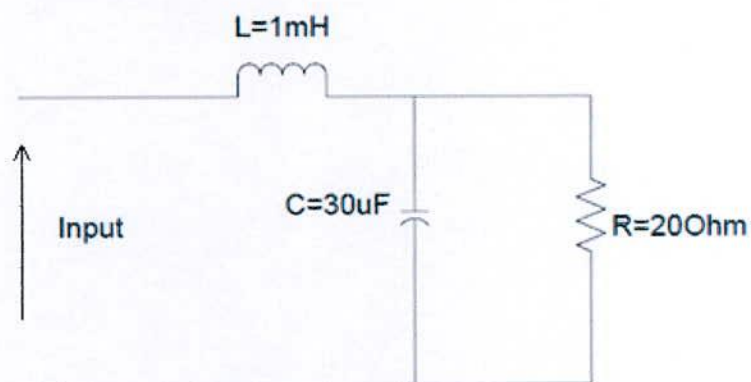 L=1mH
C=30uF
Input
R=20Ohm